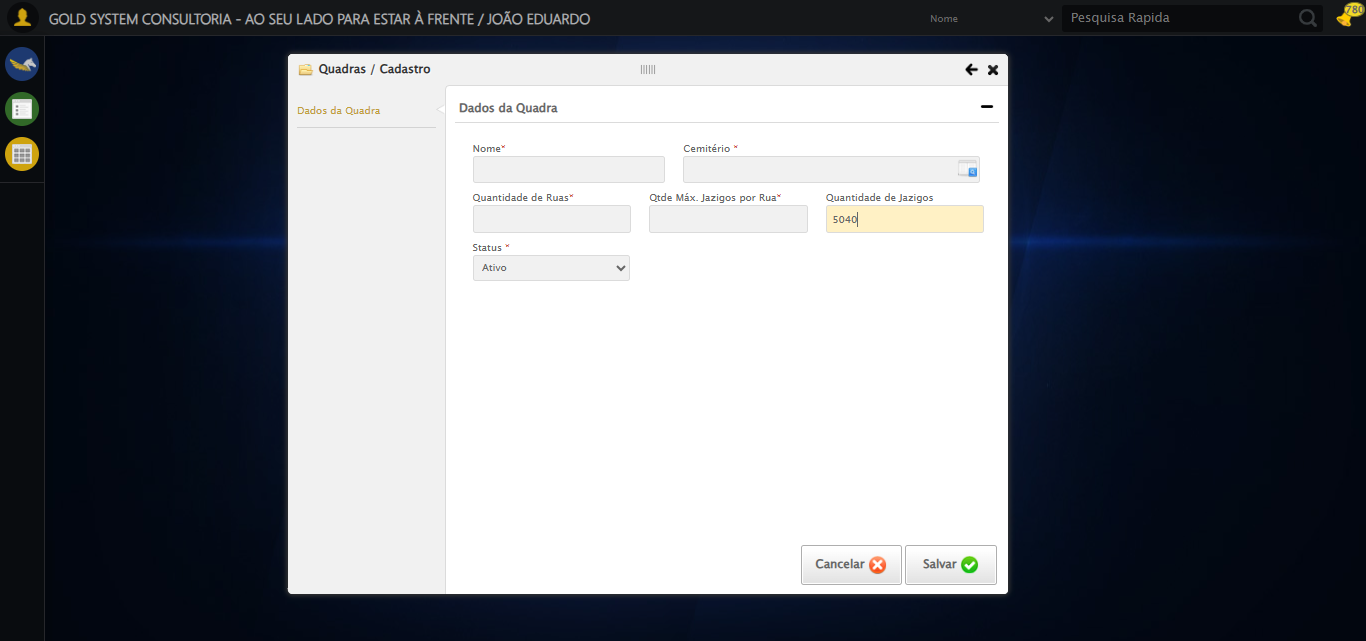 GOLD SYSTEM CONSULTORIA - AO SEU LADO PARA ESTAR À FRENTE / JOÃO EDUARDO
Nome
Pesquisa Rapida
780
Quadras / Cadastro
Dados da Quadra
Dados da Quadra
Nome*
Cemitério *
Quantidade de Ruas*
Qtde Máx. Jazigos por Rua*
Quantidade de Jazigos
5040
Status *
Ativo
Cancelar
Salvar